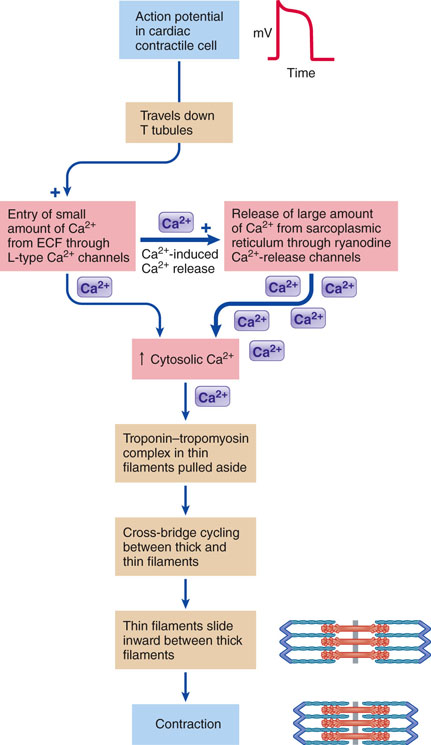 Action potential
in cardiac
contractile cell
mV
Time
Travels down
T tubules
+
Entry of small
amount of Ca²⁺
from ECF through
L-type Ca²⁺ channels
Ca²⁺
+
Ca²⁺-induced
Ca²⁺ release
Release of large amount
of Ca²⁺ from sarcoplasmic
reticulum through ryanodine
Ca²⁺-release channels
Ca²⁺
Ca²⁺
Ca²⁺
Ca²⁺
Ca²⁺
↑ Cytosolic Ca²⁺
Ca²⁺
Ca²⁺
Troponin–tropomyosin
complex in thin
filaments pulled aside
Cross-bridge cycling
between thick and
thin filaments
Thin filaments slide
inward between thick
filaments
Contraction